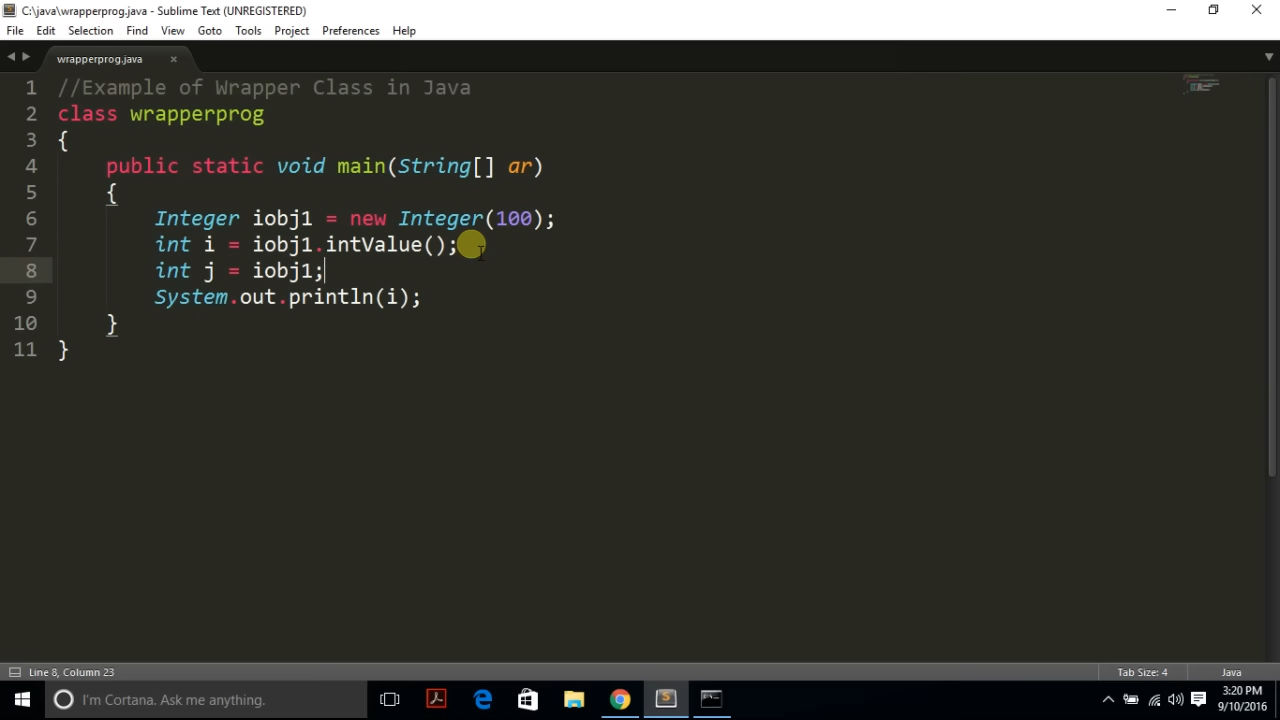 C:\java\wrapperprog.java - Sublime Text (UNREGISTERED)
File Edit Selection Find View Goto Tools Project Preferences Help
wrapperprog.java ×
1 //Example of Wrapper Class in Java
2 class wrapperprog
3 {
4 public static void main(String[] ar)
5 {
6 Integer iobj1 = new Integer(100);
7 int i = iobj1.intValue();
8 int j = iobj1;
9 System.out.println(i);
10 }
11 }
Line 8, Column 23 Tab Size: 4 Java
I'm Cortana. Ask me anything.
3:20 PM
9/10/2016